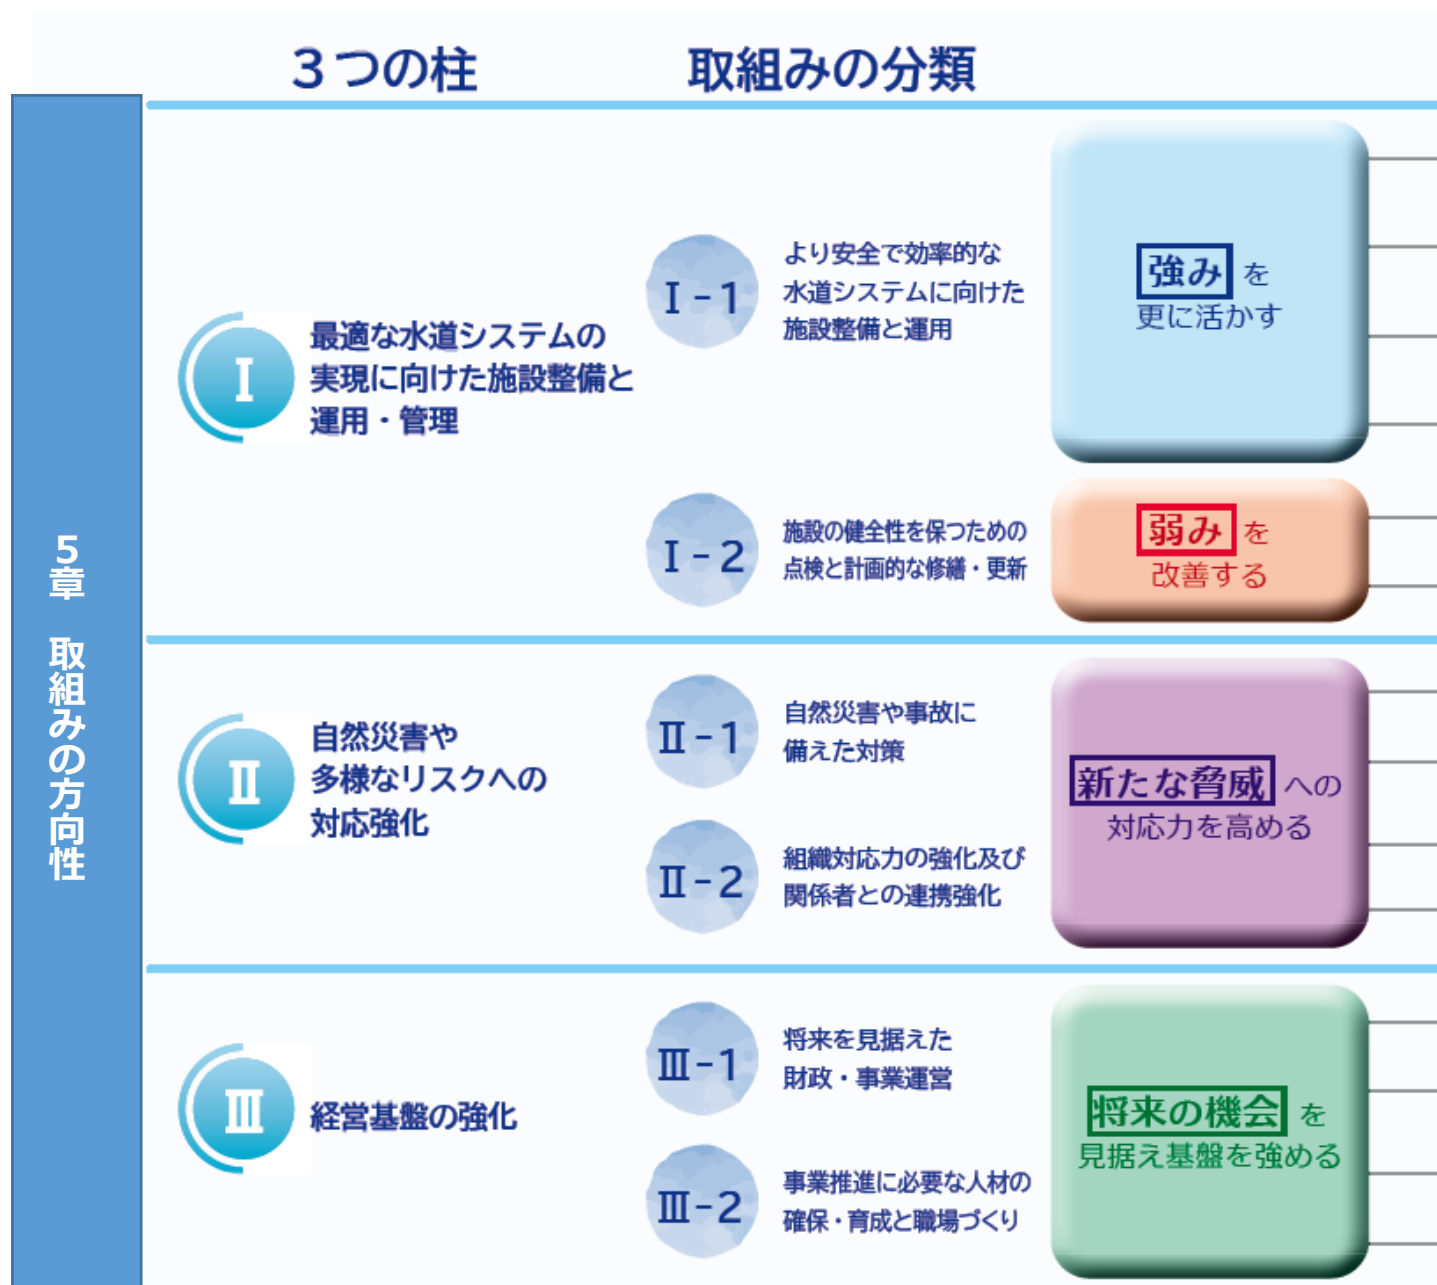 3つの柱
取組みの分類
5章 取組みの方向性
I
最適な水道システムの
実現に向けた施設整備と
運用・管理
I-1
より安全で効率的な
水道システムに向けた
施設整備と運用
強みを
更に活かす
I-2
施設の健全性を保つための
点検と計画的な修繕・更新
弱みを
改善する
II
自然災害や
多様なリスクへの
対応強化
II-1
自然災害や事故に
備えた対策
新たな脅威への
対応力を高める
II-2
組織対応力の強化及び
関係者との連携強化
III
経営基盤の強化
III-1
将来を見据えた
財政・事業運営
将来の機会を
見据え基盤を強める
III-2
事業推進に必要な人材の
確保・育成と職場づくり